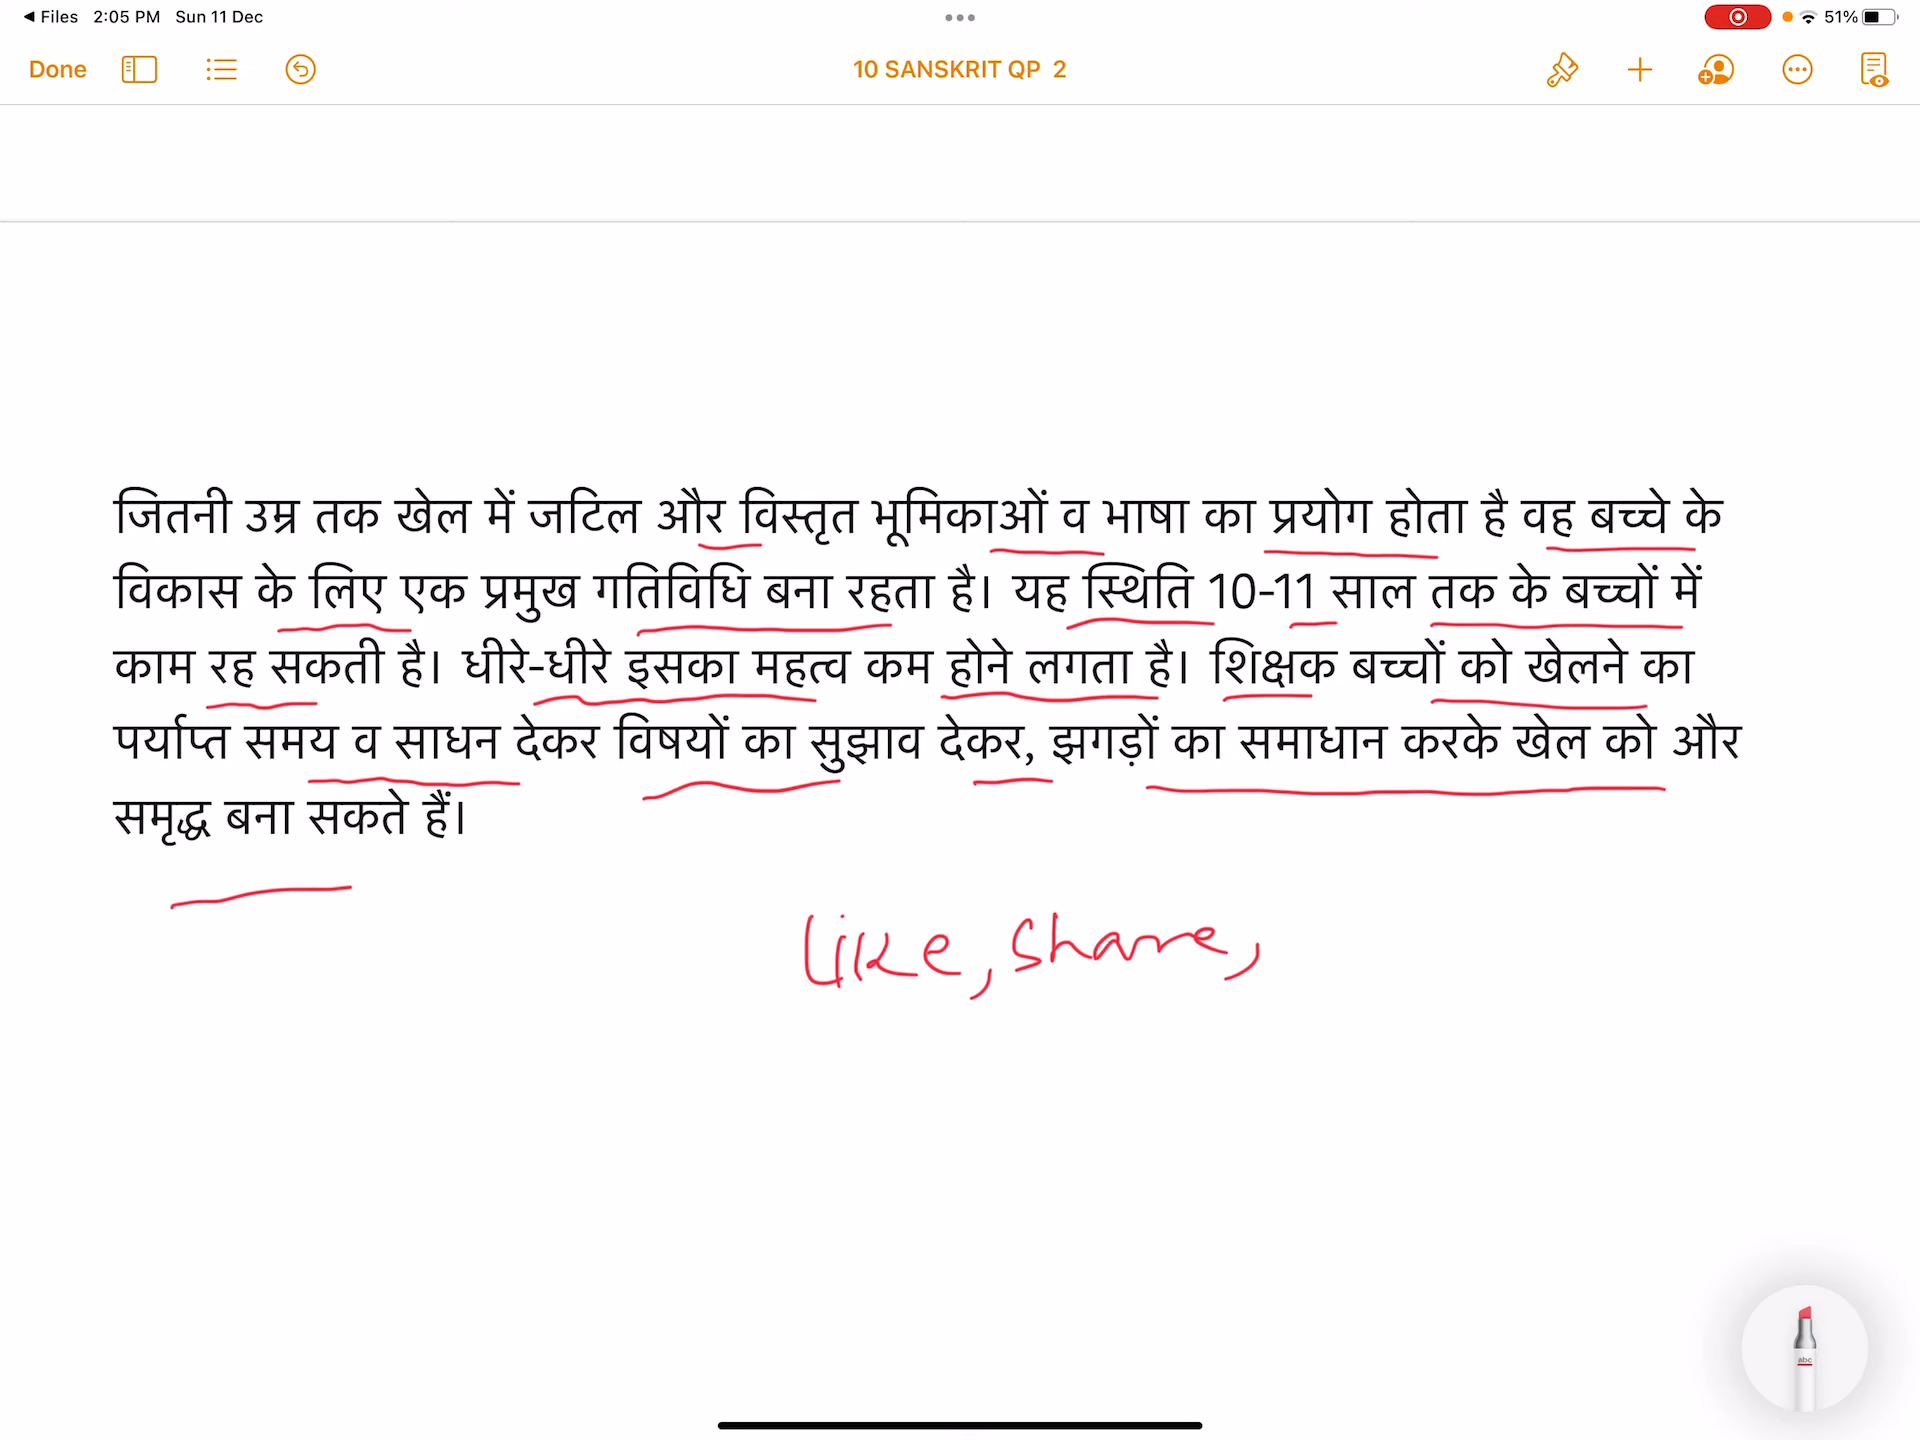 Files 2:05 PM Sun 11 Dec 51%
Done 10 SANSKRIT QP 2
जितनी उम्र तक खेल में जटिल और विस्तृत भूमिकाओं व भाषा का प्रयोग होता है वह बच्चे के
विकास के लिए एक प्रमुख गतिविधि बना रहता है। यह स्थिति 10-11 साल तक के बच्चों में
काम रह सकती है। धीरे-धीरे इसका महत्व कम होने लगता है। शिक्षक बच्चों को खेलने का
पर्याप्त समय व साधन देकर विषयों का सुझाव देकर, झगड़ों का समाधान करके खेल को और
समृद्ध बना सकते हैं।
Like, Share,
abc